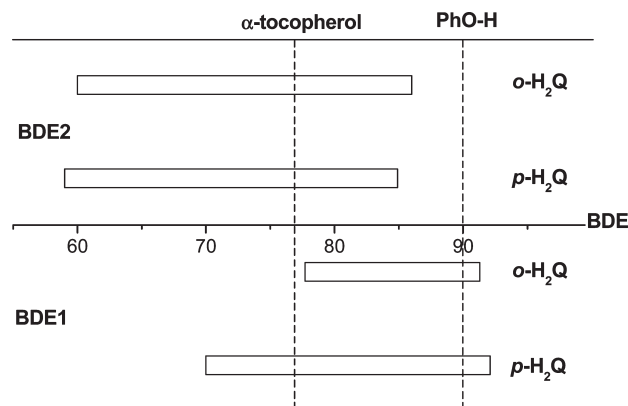 α-tocopherol PhO-H
o-H₂Q
BDE2
p-H₂Q
BDE
60 70 80 90
o-H₂Q
BDE1
p-H₂Q